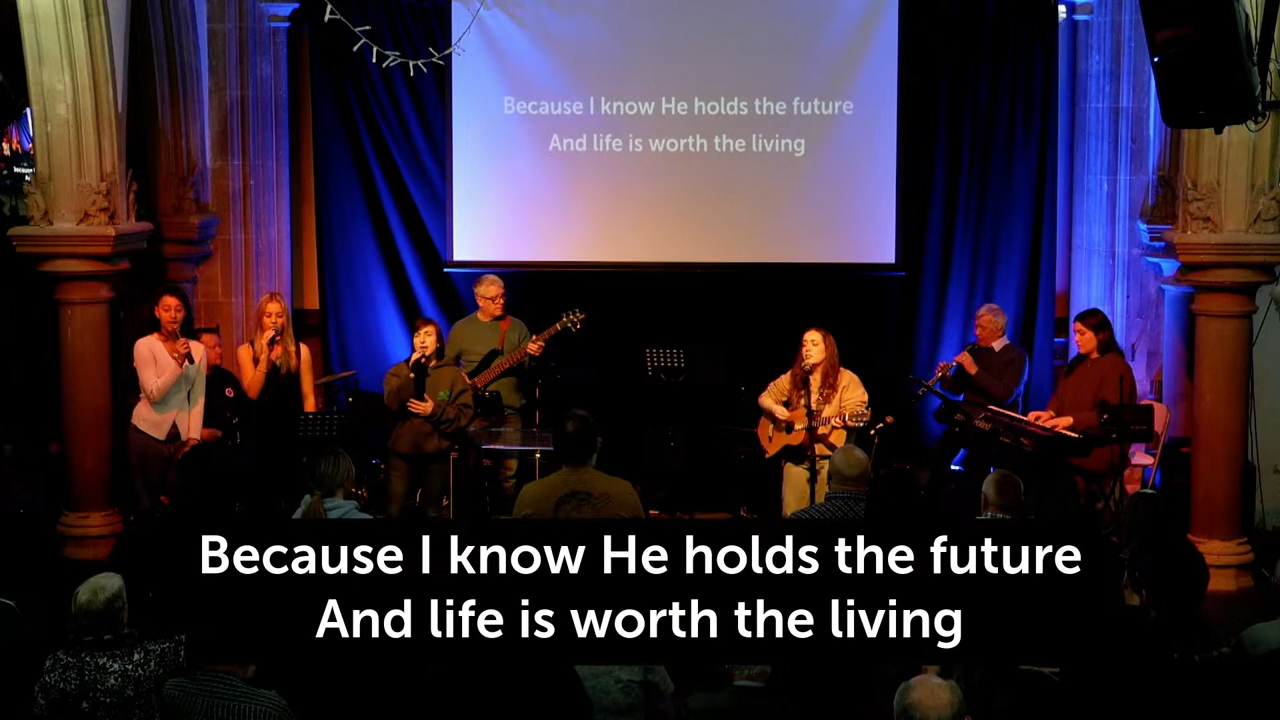 Because I know He holds the future
And life is worth the living
Because I know He holds the future
And life is worth the living